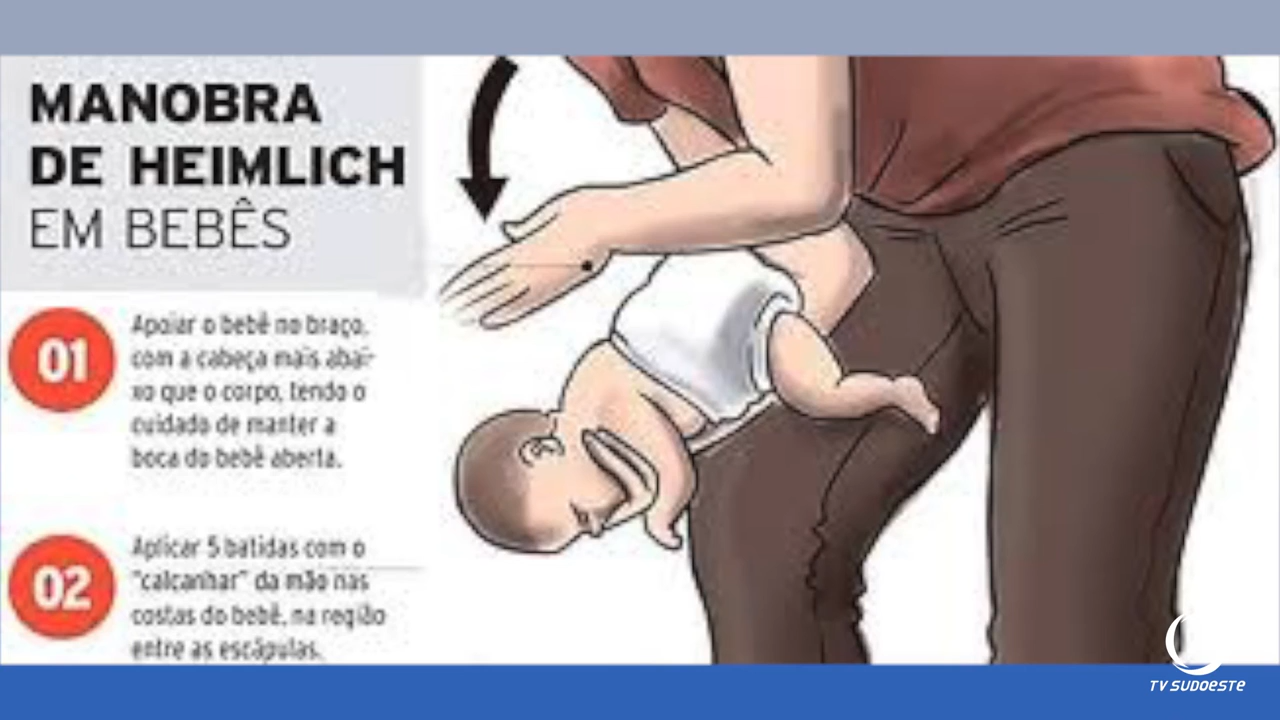 MANOBRA
DE HEIMLICH
EM BEBÊS
01
Apoiar o bebê no braço,
com a cabeça mais abai-
xo que o corpo, tendo o
cuidado de manter a
boca do bebê aberta.
02
Aplicar 5 batidas com o
"calcanhar" da mão nas
costas do bebê, na região
entre as escápulas.
TV SUDOESTE